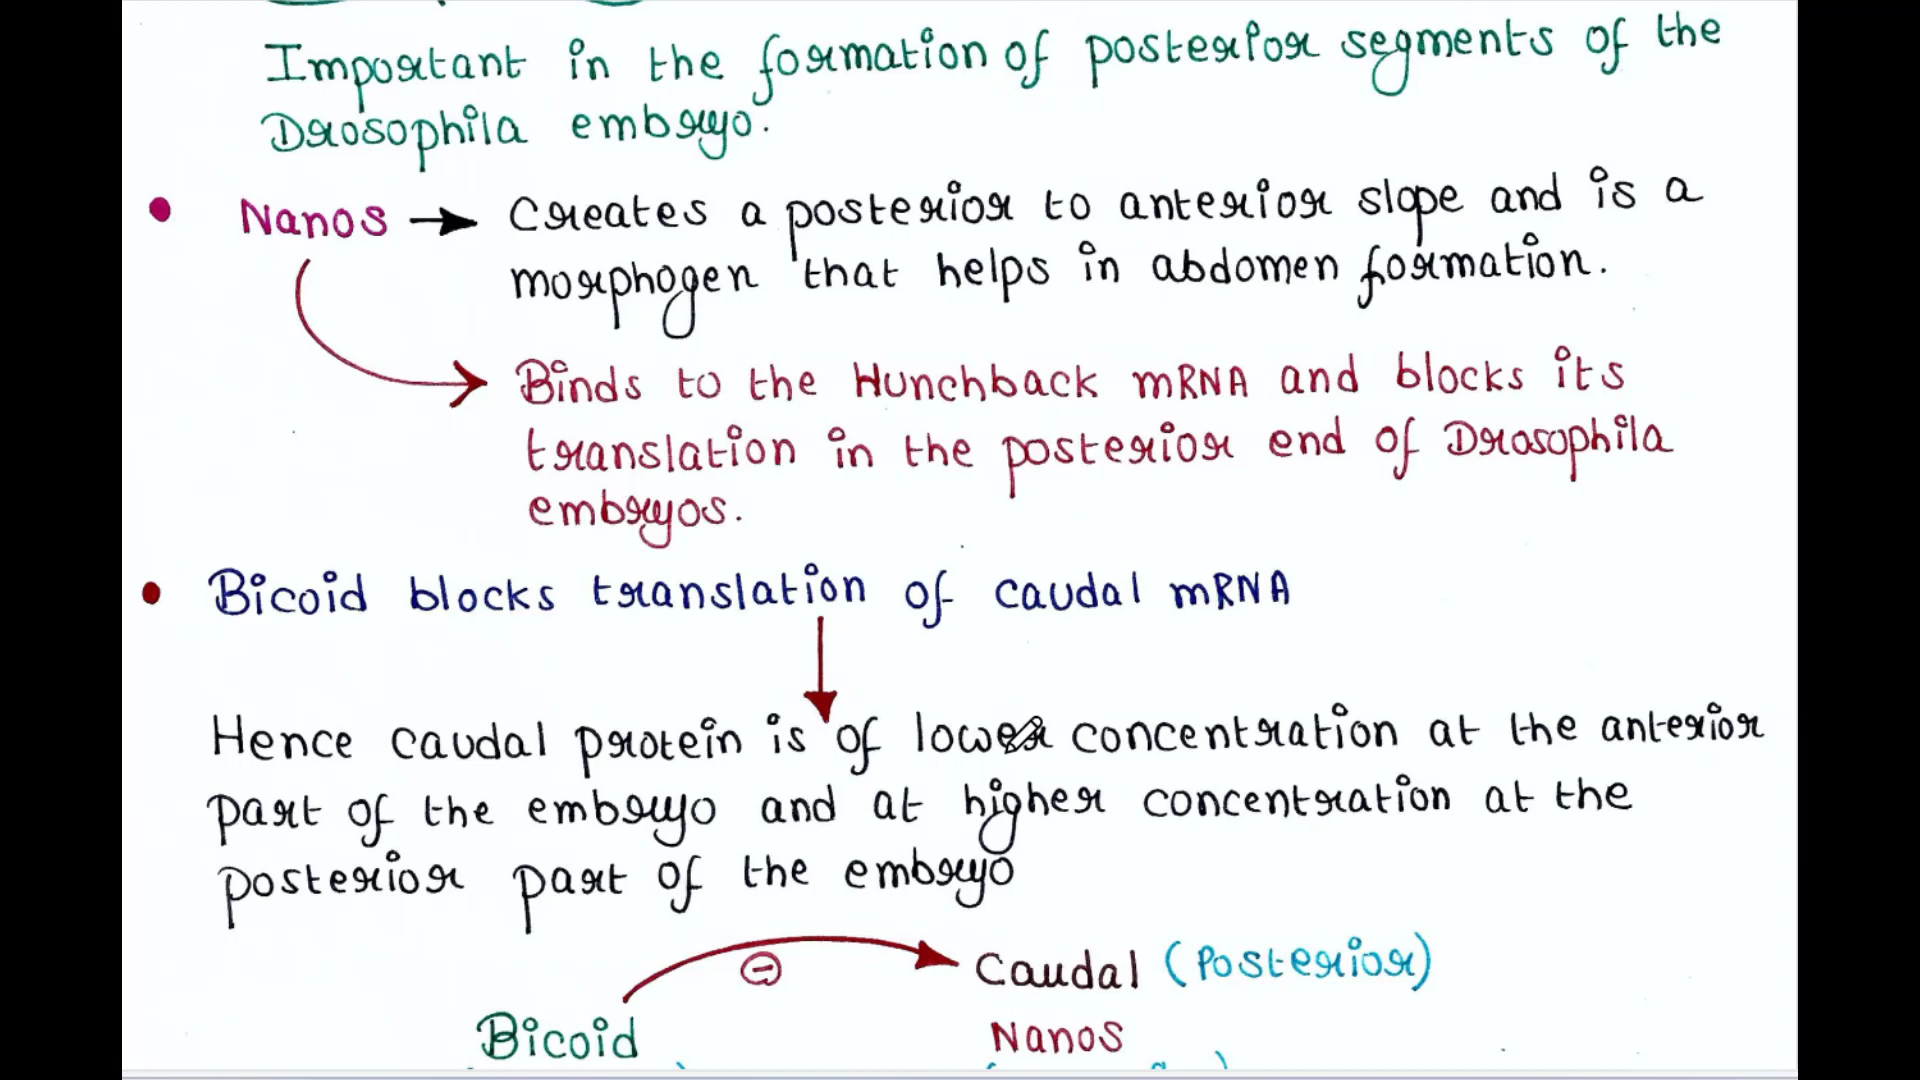 Important in the formation of posterior segments of the
Drosophila embryo.
• Nanos → Creates a posterior to anterior slope and is a
morphogen that helps in abdomen formation.
Binds to the Hunchback mRNA and blocks its
translation in the posterior end of Drosophila
embryos.
• Bicoid blocks translation of caudal mRNA
Hence caudal protein is of lower concentration at the anterior
part of the embryo and at higher concentration at the
posterior part of the embryo
⊖ Caudal (Posterior)
Bicoid Nanos